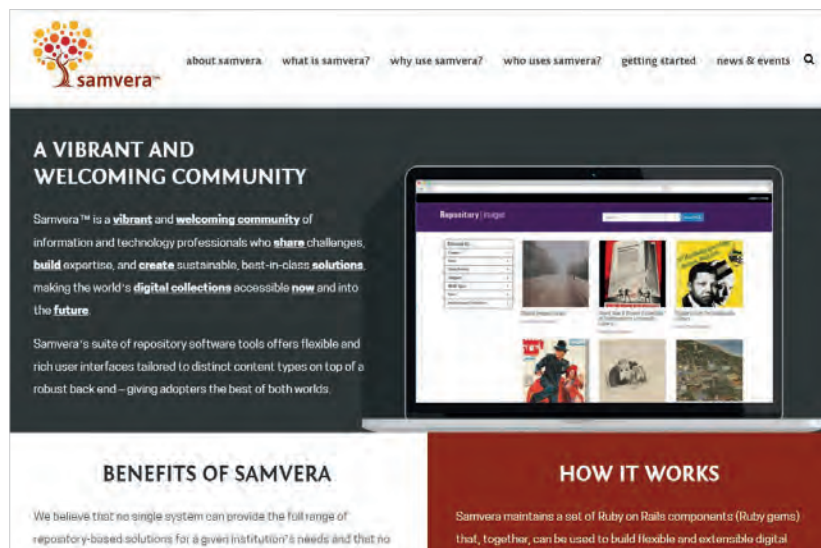 samvera™
about samvera what is samvera? why use samvera? who uses samvera? getting started news & events
A VIBRANT AND
WELCOMING COMMUNITY
Samvera™ is a vibrant and welcoming community of
information and technology professionals who share challenges,
build expertise, and create sustainable, best-in-class solutions,
making the world's digital collections accessible now and into
the future.
Samvera's suite of repository software tools offers flexible and
rich user interfaces tailored to distinct content types on top of a
robust back end – giving adopters the best of both worlds.
Repository | images
BENEFITS OF SAMVERA
We believe that no single system can provide the full range of
repository-based solutions for a given institution's needs and that no
HOW IT WORKS
Samvera maintains a set of Ruby on Rails components (Ruby gems)
that, together, can be used to build flexible and extensible digital